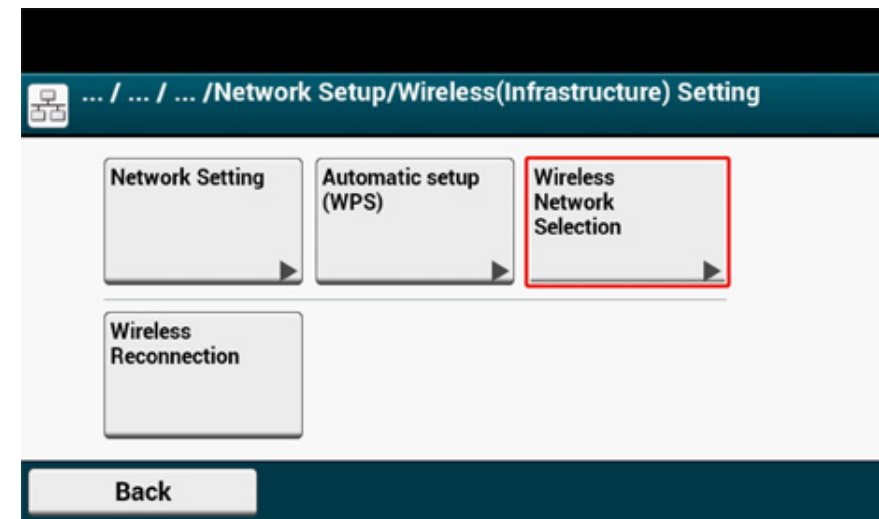 ... / ... / ... /Network Setup/Wireless(Infrastructure) Setting
Network Setting
Automatic setup
(WPS)
Wireless
Network
Selection
Wireless
Reconnection
Back